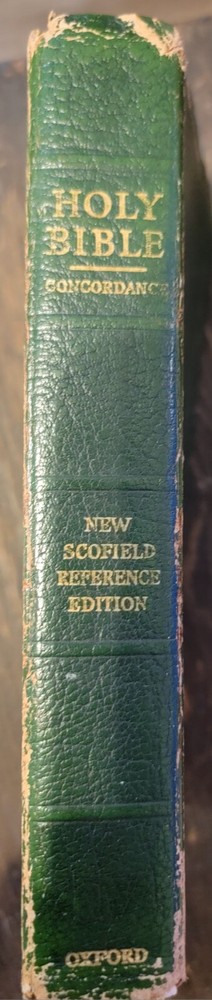 HOLY
BIBLE
CONCORDANCE
NEW
SCOFIELD
REFERENCE
EDITION
OXFORD